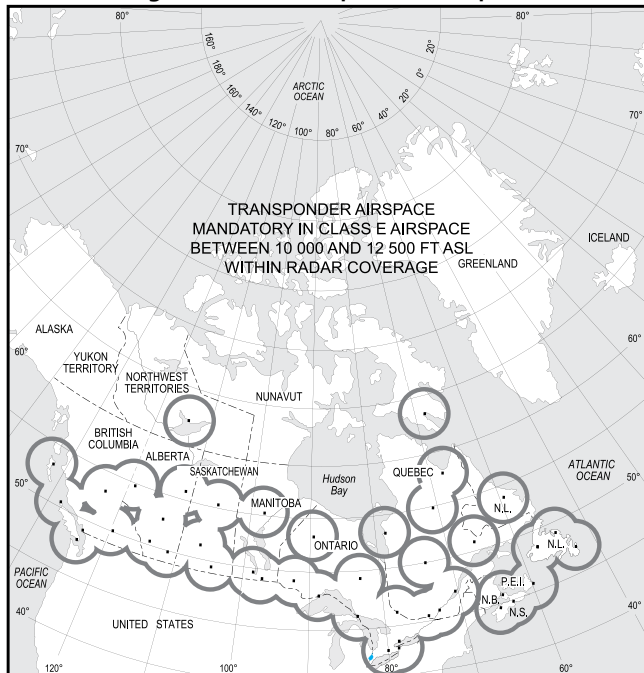 80°
80°
160°
20°
160°
0°
180°
20°
160°
40°
140°
20°
120°
40°
100°
80°
60°
ARCTIC
OCEAN
70°
70°
TRANSPONDER AIRSPACE
MANDATORY IN CLASS E AIRSPACE
BETWEEN 10 000 AND 12 500 FT ASL
WITHIN RADAR COVERAGE
ICELAND
GREENLAND
ALASKA
60°
60°
YUKON
TERRITORY
NORTHWEST
TERRITORIES
NUNAVUT
BRITISH
COLUMBIA
ALBERTA
SASKATCHEWAN
MANITOBA
Hudson
Bay
ONTARIO
QUEBEC
N.L.
ATLANTIC
OCEAN
50°
50°
N.L.
P.E.I.
N.B.
N.S.
PACIFIC
OCEAN
40°
40°
UNITED STATES
120°
100°
80°
60°